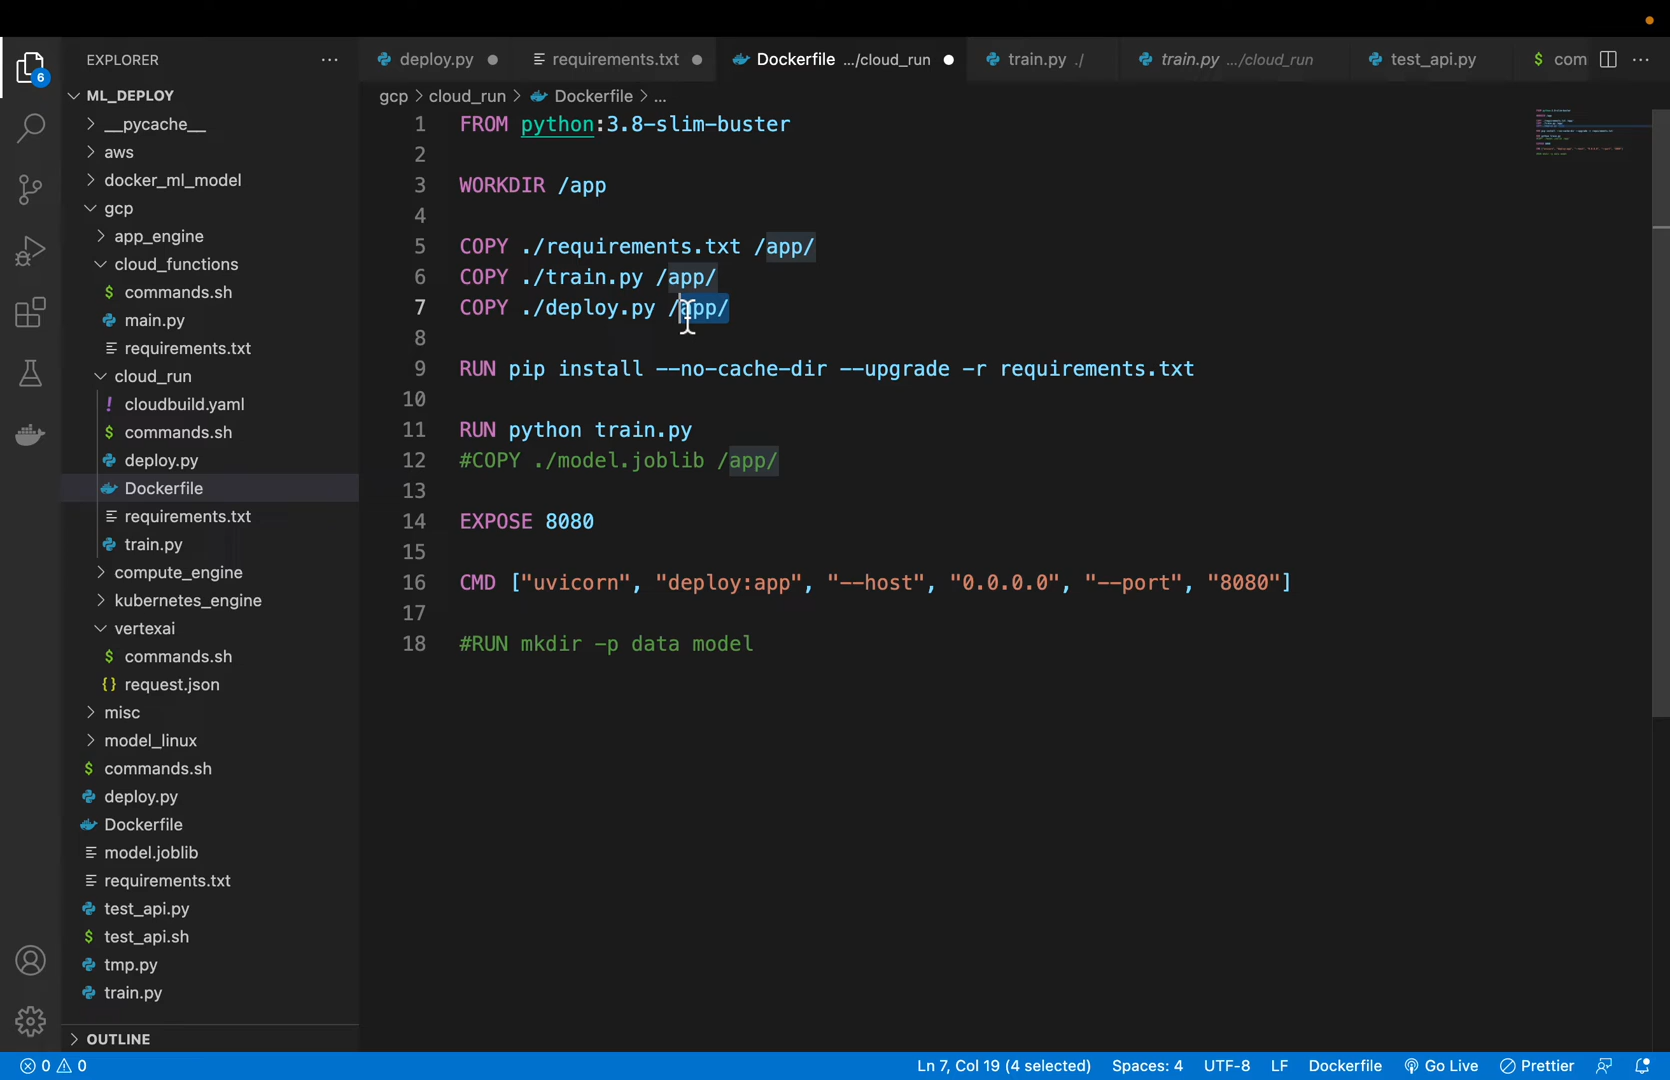 EXPLORER
ML_DEPLOY
__pycache__
aws
docker_ml_model
gcp
app_engine
cloud_functions
$ commands.sh
main.py
requirements.txt
cloud_run
! cloudbuild.yaml
$ commands.sh
deploy.py
Dockerfile
requirements.txt
train.py
compute_engine
kubernetes_engine
vertexai
$ commands.sh
{} request.json
misc
model_linux
$ commands.sh
deploy.py
Dockerfile
model.joblib
requirements.txt
test_api.py
$ test_api.sh
tmp.py
train.py
OUTLINE
6
deploy.py requirements.txt Dockerfile .../cloud_run train.py ./ train.py .../cloud_run test_api.py $ com
gcp > cloud_run > Dockerfile > ...
1 FROM python:3.8-slim-buster
2
3 WORKDIR /app
4
5 COPY ./requirements.txt /app/
6 COPY ./train.py /app/
7 COPY ./deploy.py /app/
8
9 RUN pip install --no-cache-dir --upgrade -r requirements.txt
10
11 RUN python train.py
12 #COPY ./model.joblib /app/
13
14 EXPOSE 8080
15
16 CMD ["uvicorn", "deploy:app", "--host", "0.0.0.0", "--port", "8080"]
17
18 #RUN mkdir -p data model
0 0 Ln 7, Col 19 (4 selected) Spaces: 4 UTF-8 LF Dockerfile Go Live Prettier